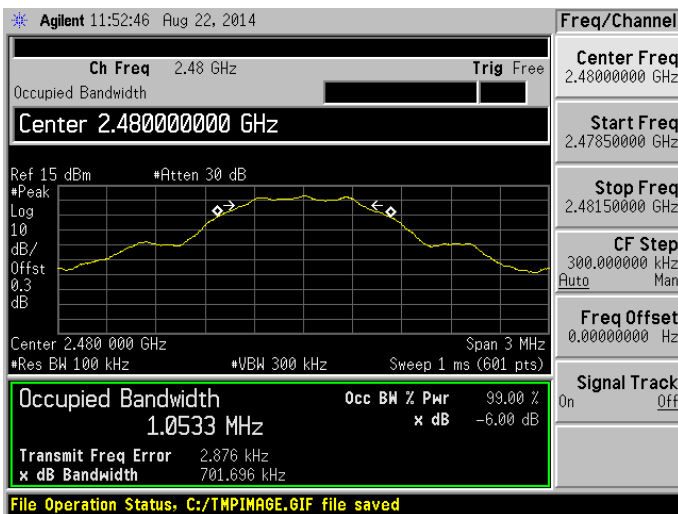 Agilent 11:52:46 Aug 22, 2014
Freq/Channel
Ch Freq 2.48 GHz Trig Free
Occupied Bandwidth
Center 2.480000000 GHz
Ref 15 dBm #Atten 30 dB
#Peak
Log
10
dB/
Offst
0.3
dB
Center 2.480 000 GHz Span 3 MHz
#Res BW 100 kHz #VBW 300 kHz Sweep 1 ms (601 pts)
Occupied Bandwidth Occ BW % Pwr 99.00 %
1.0533 MHz x dB -6.00 dB
Transmit Freq Error 2.876 kHz
x dB Bandwidth 701.696 kHz
File Operation Status, C:/TMPIMAGE.GIF file saved
Center Freq
2.48000000 GHz
Start Freq
2.47850000 GHz
Stop Freq
2.48150000 GHz
CF Step
300.000000 kHz
Auto Man
Freq Offset
0.00000000 Hz
Signal Track
On Off